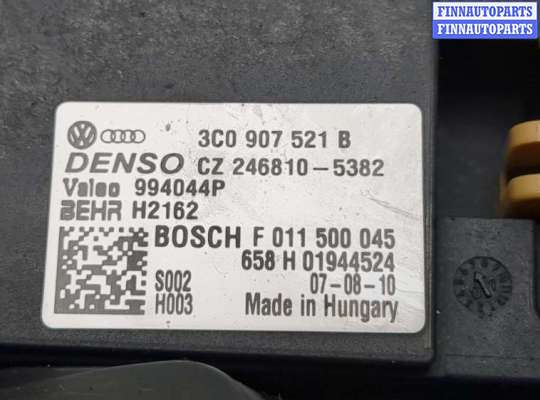 FINNAUTOPARTS
FINNAUTOPARTS
3C0 907 521 B
DENSO CZ 246810-5382
Valeo 994044P
BEHR H2162
BOSCH F 011 500 045
658 H 01944524
S002 07-08-10
H003 Made in Hungary